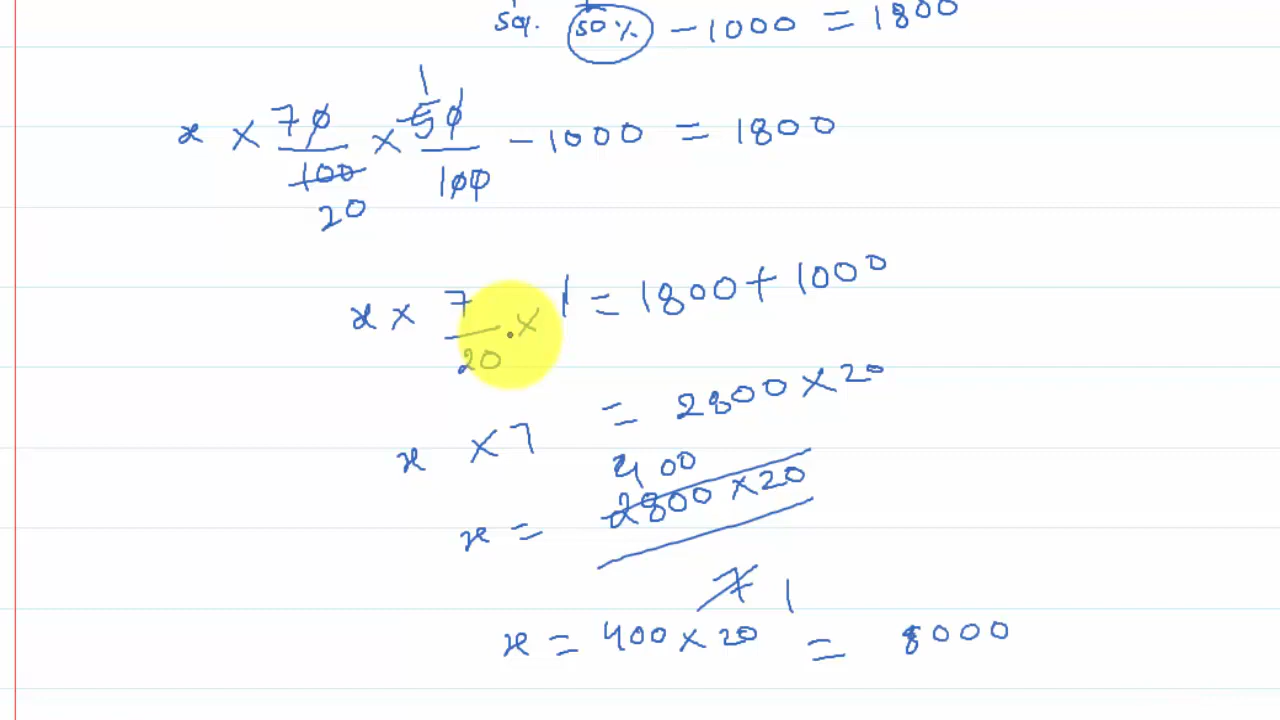 50%. 50% - 1000 = 1800
x × 70/100 × 50/100 - 1000 = 1800
1
20
x × 7/20 × 1 = 1800 + 1000
x × 7 = 2800 × 20
400
x = 2800 × 20 / 7 1
x = 400 × 20 = 8000